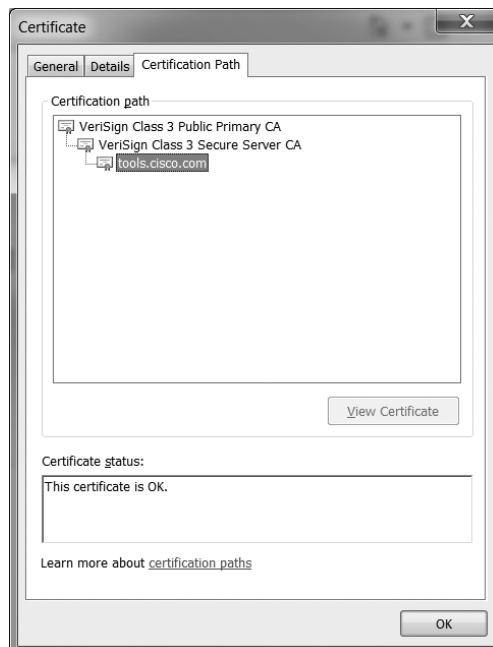 Certificate
General Details Certification Path
Certification path
VeriSign Class 3 Public Primary CA
VeriSign Class 3 Secure Server CA
tools.cisco.com
View Certificate
Certificate status:
This certificate is OK.
Learn more about certification paths
OK